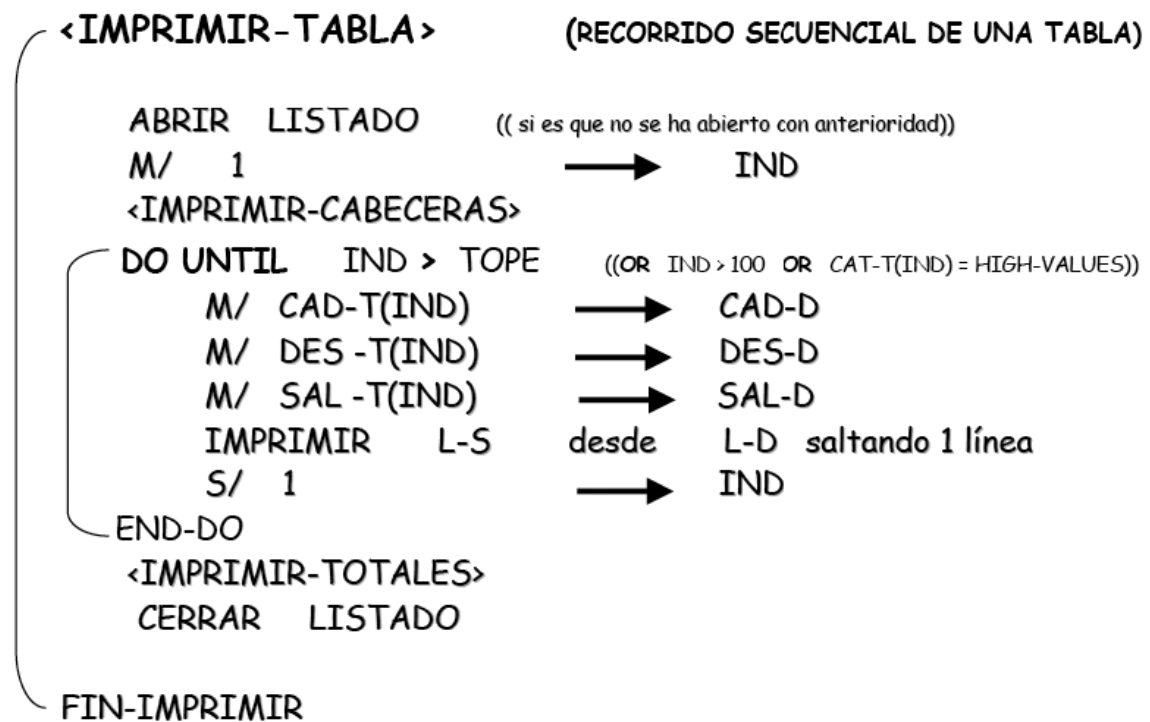 <IMPRIMIR-TABLA> (RECORRIDO SECUENCIAL DE UNA TABLA)
ABRIR LISTADO (( si es que no se ha abierto con anterioridad))
M/ 1 → IND
<IMPRIMIR-CABECERAS>
DO UNTIL IND > TOPE ((OR IND > 100 OR CAT-T(IND) = HIGH-VALUES))
M/ CAD-T(IND) → CAD-D
M/ DES -T(IND) → DES-D
M/ SAL -T(IND) → SAL-D
IMPRIMIR L-S desde L-D saltando 1 línea
S/ 1 → IND
END-DO
<IMPRIMIR-TOTALES>
CERRAR LISTADO
FIN-IMPRIMIR